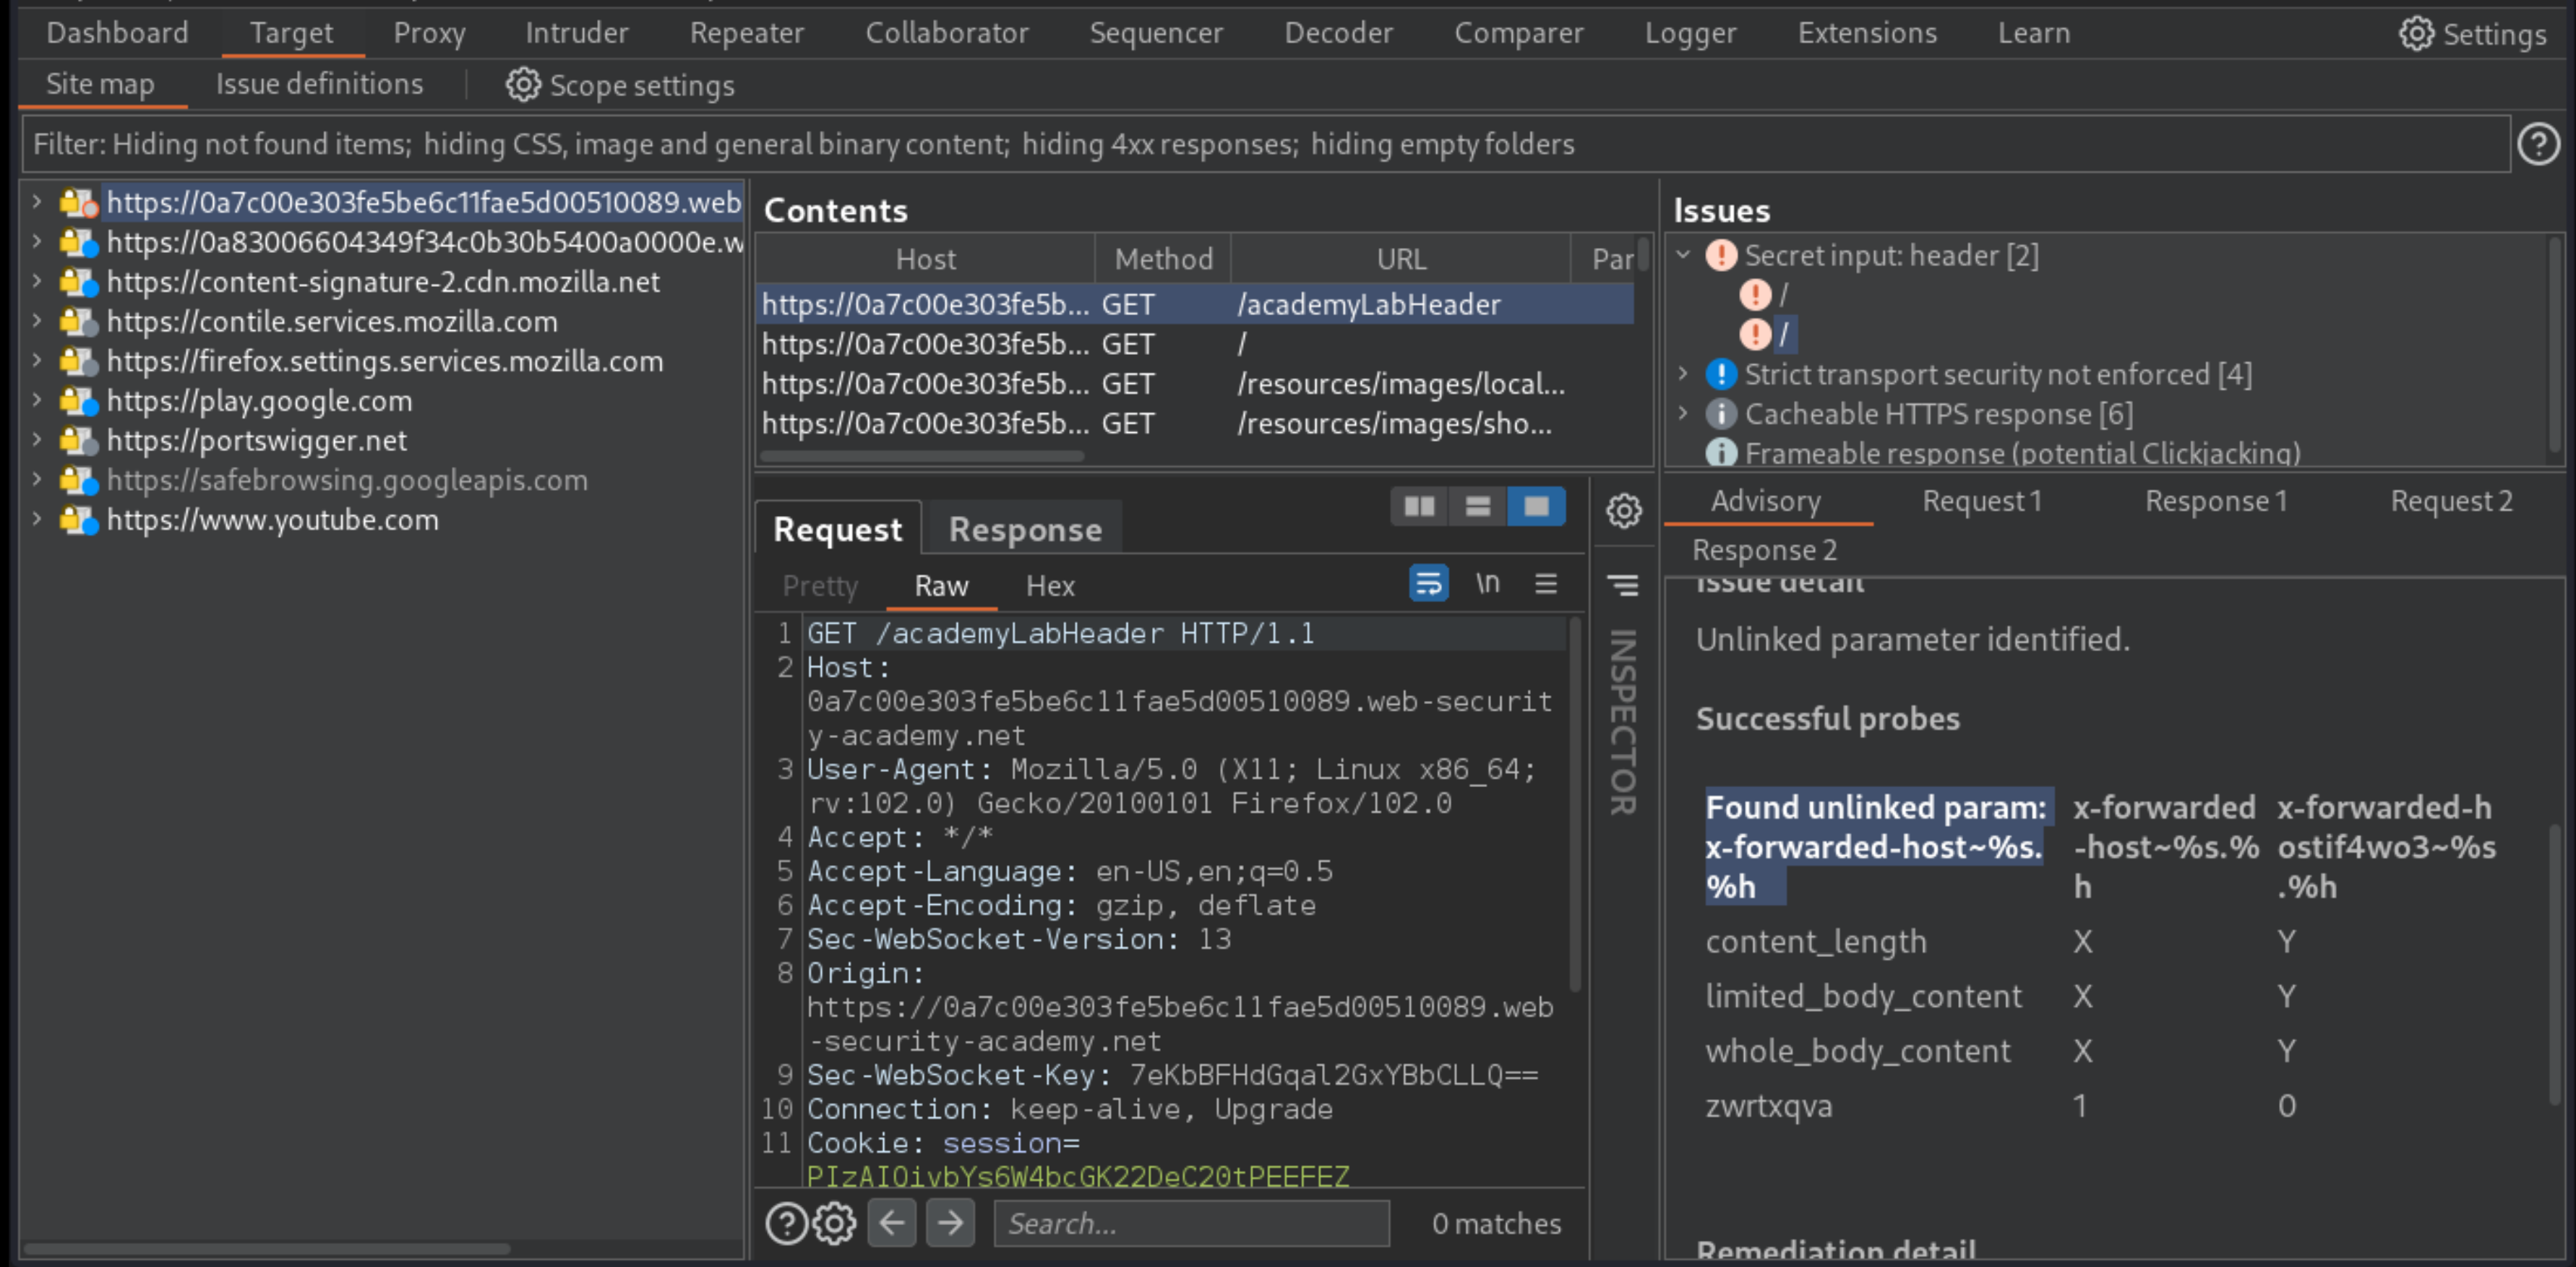 Dashboard Target Proxy Intruder Repeater Collaborator Sequencer Decoder Comparer Logger Extensions Learn Settings
Site map Issue definitions Scope settings
Filter: Hiding not found items; hiding CSS, image and general binary content; hiding 4xx responses; hiding empty folders
https://0a7c00e303fe5be6c11fae5d00510089.web
https://0a83006604349f34c0b30b5400a0000e.w
https://content-signature-2.cdn.mozilla.net
https://contile.services.mozilla.com
https://firefox.settings.services.mozilla.com
https://play.google.com
https://portswigger.net
https://safebrowsing.googleapis.com
https://www.youtube.com
Contents
Host Method URL Par
https://0a7c00e303fe5b... GET /academyLabHeader
https://0a7c00e303fe5b... GET /
https://0a7c00e303fe5b... GET /resources/images/local...
https://0a7c00e303fe5b... GET /resources/images/sho...
Request Response
Pretty Raw Hex \n
1 GET /academyLabHeader HTTP/1.1
2 Host:
0a7c00e303fe5be6c11fae5d00510089.web-securit
y-academy.net
3 User-Agent: Mozilla/5.0 (X11; Linux x86_64;
rv:102.0) Gecko/20100101 Firefox/102.0
4 Accept: */*
5 Accept-Language: en-US,en;q=0.5
6 Accept-Encoding: gzip, deflate
7 Sec-WebSocket-Version: 13
8 Origin:
https://0a7c00e303fe5be6c11fae5d00510089.web
-security-academy.net
9 Sec-WebSocket-Key: 7eKbBFHdGqal2GxYBbCLLQ==
10 Connection: keep-alive, Upgrade
11 Cookie: session=
PIzAIOivbYs6W4bcGK22DeC20tPEEFEZ
Search...
0 matches
INSPECTOR
Issues
Secret input: header [2]
/
/
Strict transport security not enforced [4]
Cacheable HTTPS response [6]
Frameable response (potential Clickjacking)
Advisory Request 1 Response 1 Request 2
Response 2
Issue detail
Unlinked parameter identified.
Successful probes
Found unlinked param: x-forwarded x-forwarded-h
x-forwarded-host~%s. -host~%s.% ostif4wo3~%s
%h h .%h
content_length X Y
limited_body_content X Y
whole_body_content X Y
zwrtxqva 1 0
Remediation detail